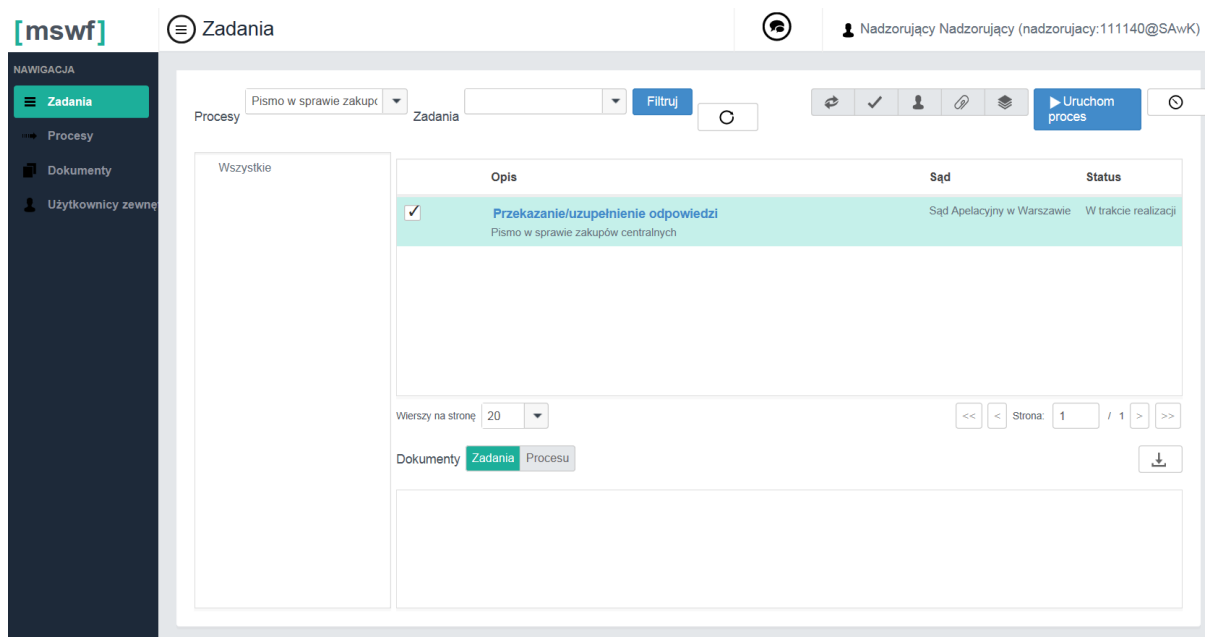 [mswf]
Zadania
Nadzorujący Nadzorujący (nadzorujacy:111140@SAwK)
NAWIGACJA
Zadania
Procesy
Dokumenty
Użytkownicy zewnę
Procesy
Pismo w sprawie zakupo
Zadania
Filtruj
Uruchom
proces
Wszystkie
Opis
Sąd
Status
Przekazanie/uzupełnienie odpowiedzi
Sąd Apelacyjny w Warszawie
W trakcie realizacji
Pismo w sprawie zakupów centralnych
Wierszy na stronę
20
<<
<
Strona:
1
/ 1
>
>>
Dokumenty
Zadania
Procesu